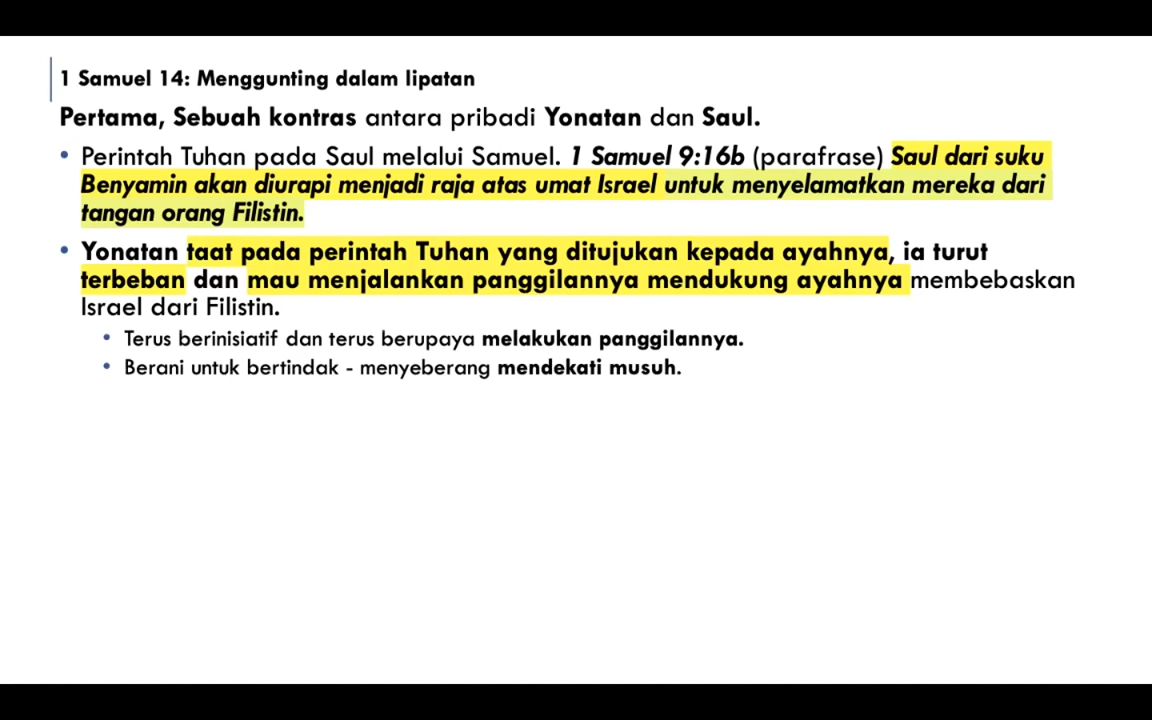 1 Samuel 14: Menggunting dalam lipatan
Pertama, Sebuah kontras antara pribadi Yonatan dan Saul.
• Perintah Tuhan pada Saul melalui Samuel. 1 Samuel 9:16b (parafrase) Saul dari suku
Benyamin akan diurapi menjadi raja atas umat Israel untuk menyelamatkan mereka dari
tangan orang Filistin.
• Yonatan taat pada perintah Tuhan yang ditujukan kepada ayahnya, ia turut
terbeban dan mau menjalankan panggilannya mendukung ayahnya membebaskan
Israel dari Filistin.
• Terus berinisiatif dan terus berupaya melakukan panggilannya.
• Berani untuk bertindak - menyeberang mendekati musuh.